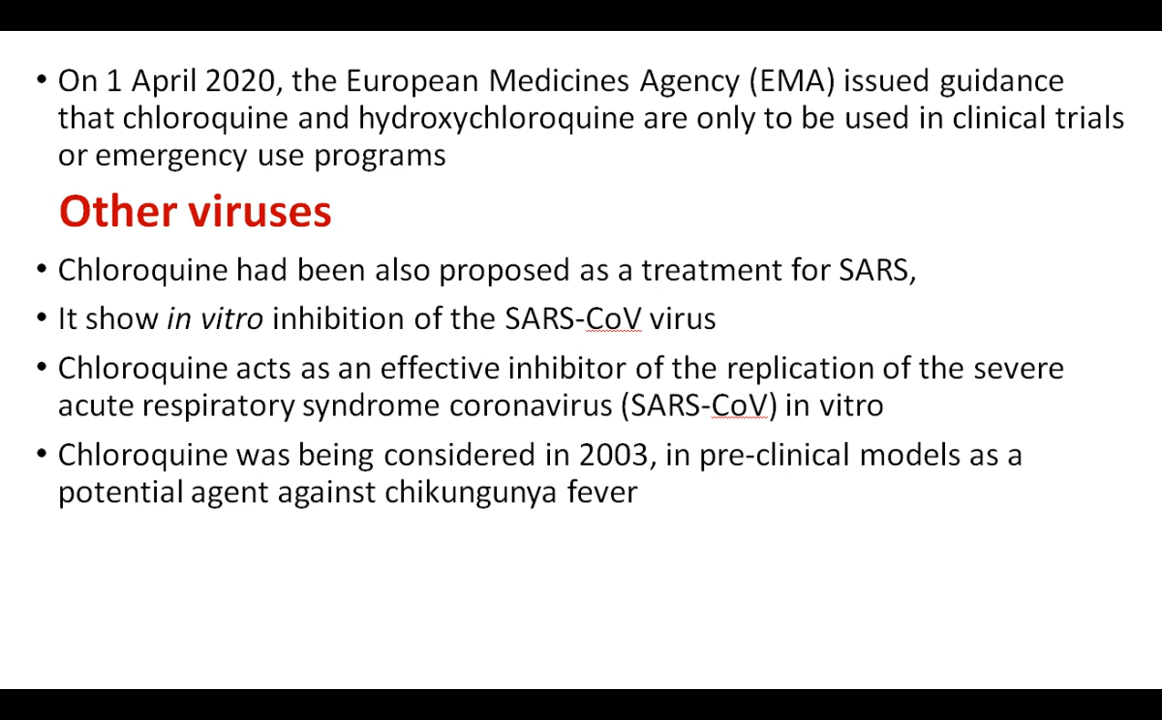 • On 1 April 2020, the European Medicines Agency (EMA) issued guidance
that chloroquine and hydroxychloroquine are only to be used in clinical trials
or emergency use programs
Other viruses
• Chloroquine had been also proposed as a treatment for SARS,
• It show in vitro inhibition of the SARS-CoV virus
• Chloroquine acts as an effective inhibitor of the replication of the severe
acute respiratory syndrome coronavirus (SARS-CoV) in vitro
• Chloroquine was being considered in 2003, in pre-clinical models as a
potential agent against chikungunya fever